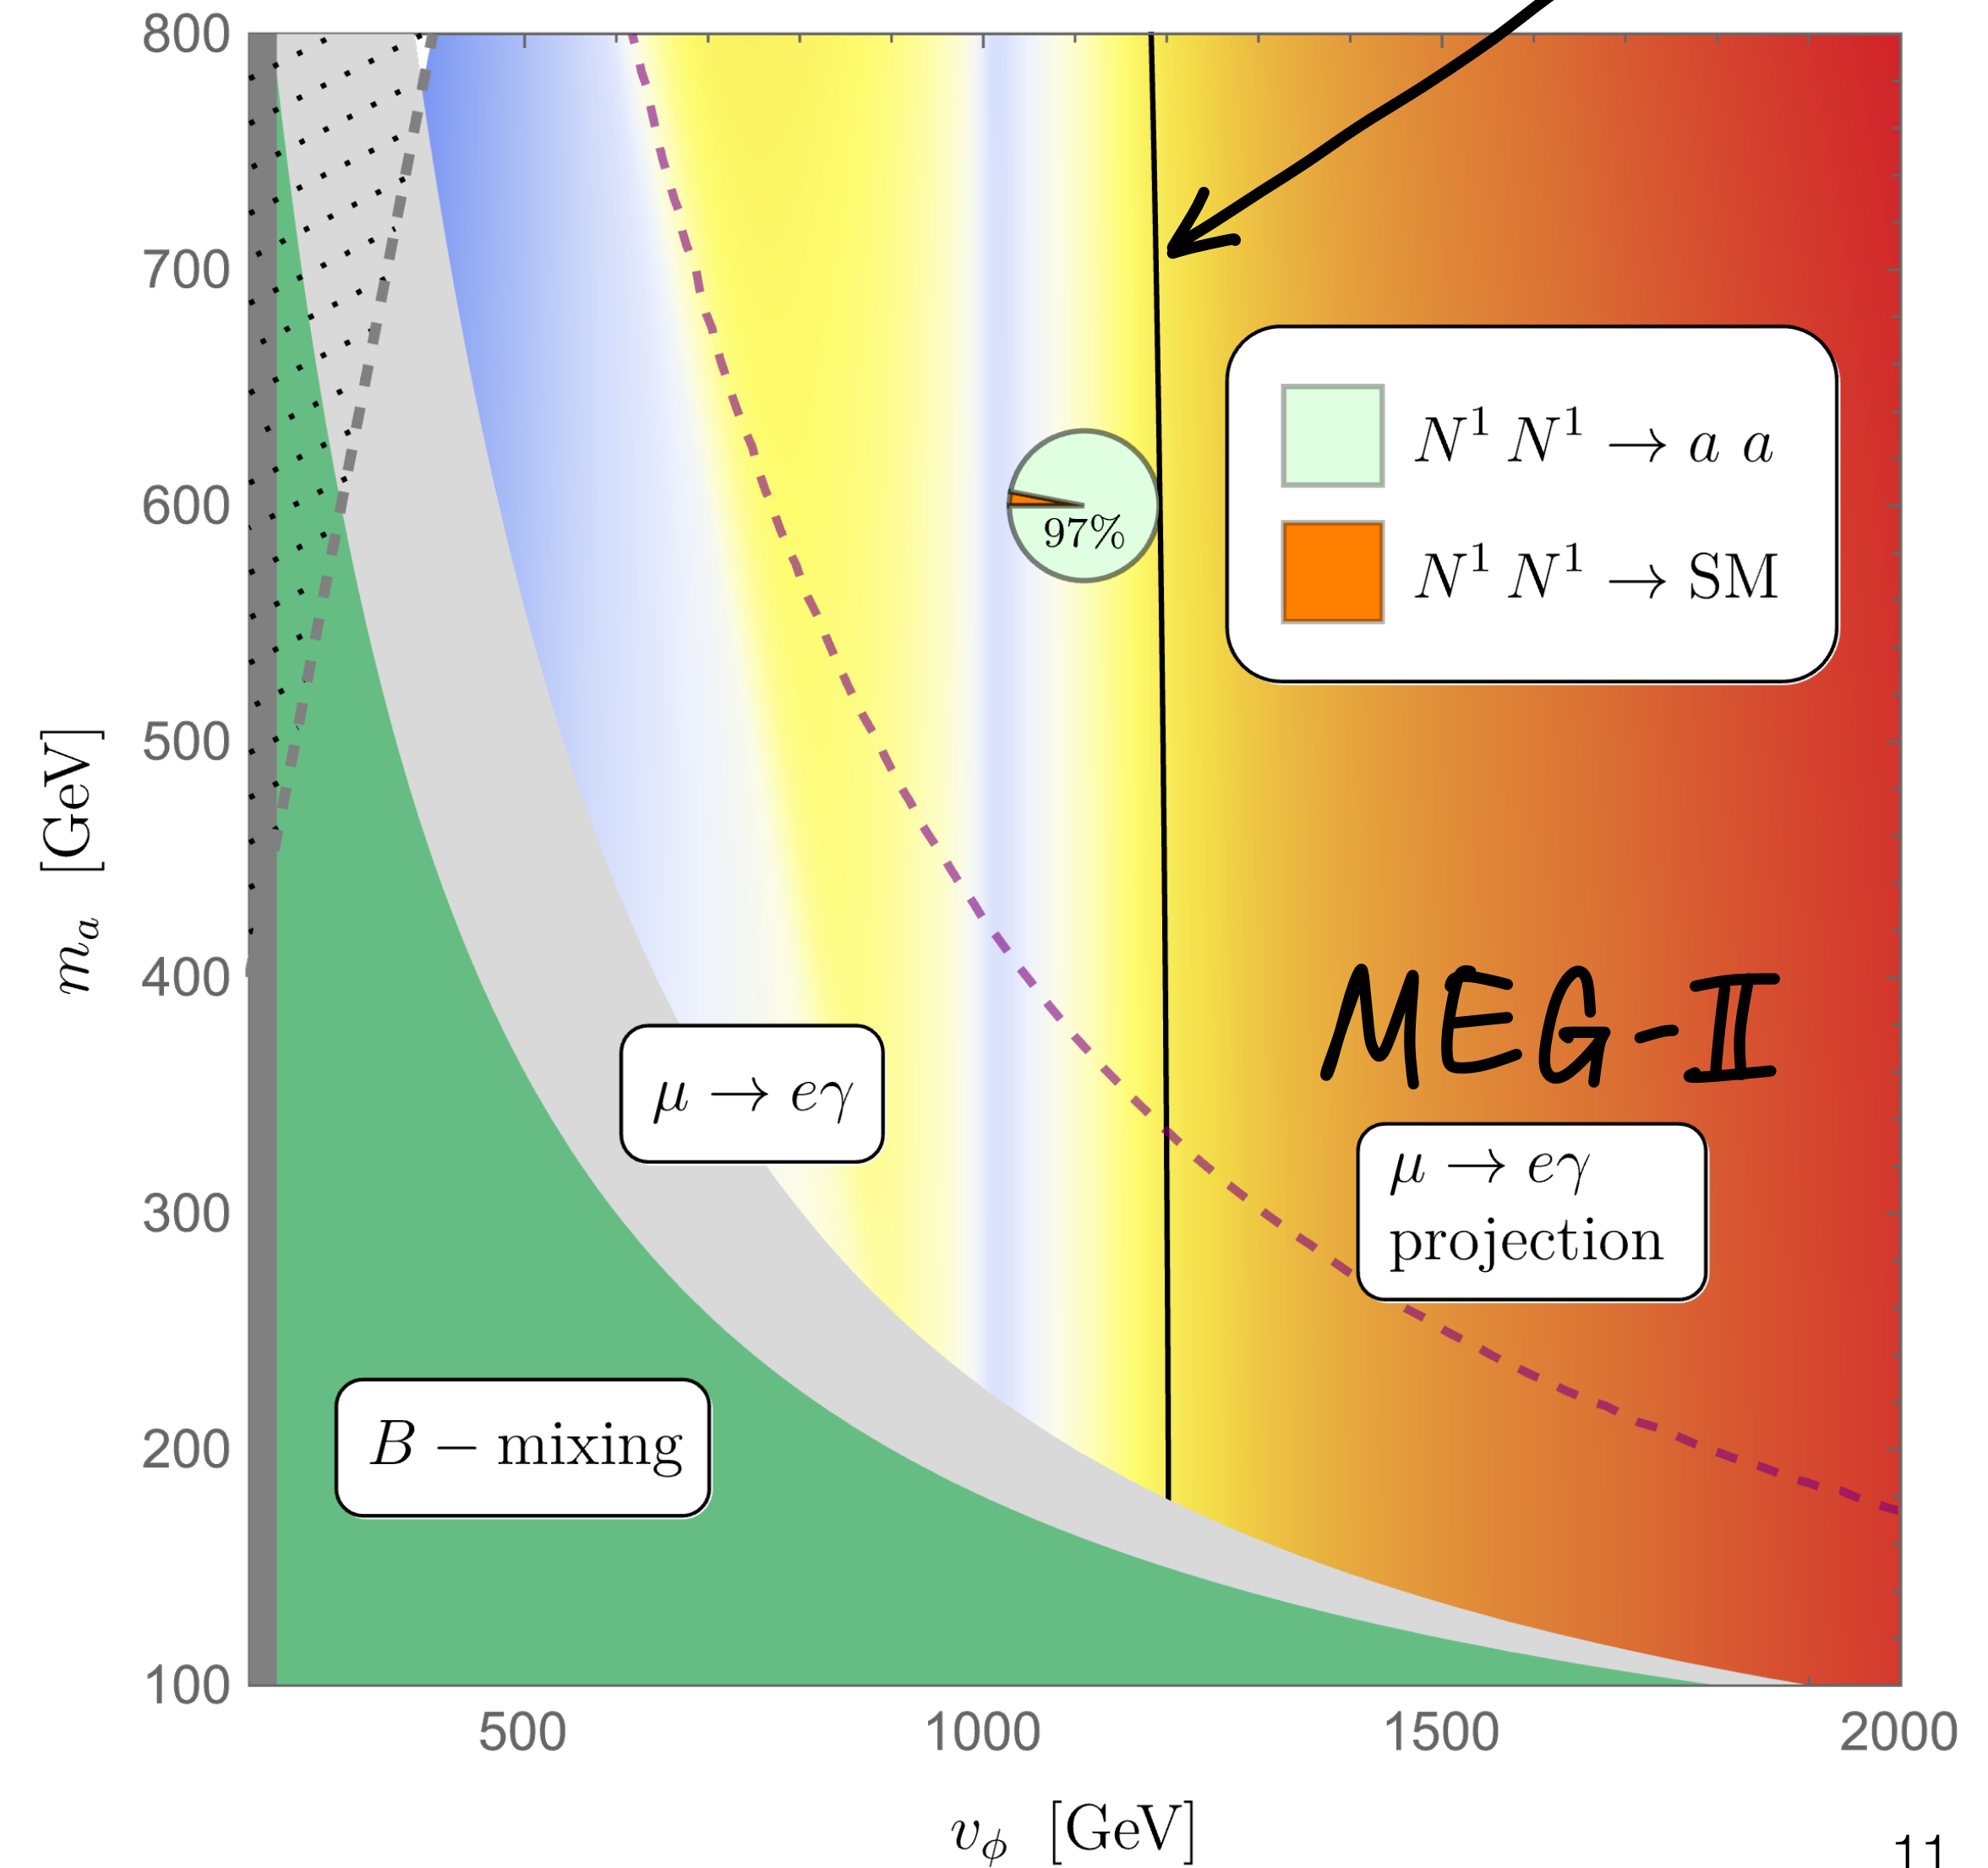 800
700
600
500
400
300
200
100
m_a [GeV]
N^1 N^1 → a a
N^1 N^1 → SM
97%
MEG-II
μ → eγ
μ → eγ
projection
B − mixing
500
1000
1500
2000
v_ϕ [GeV]
11